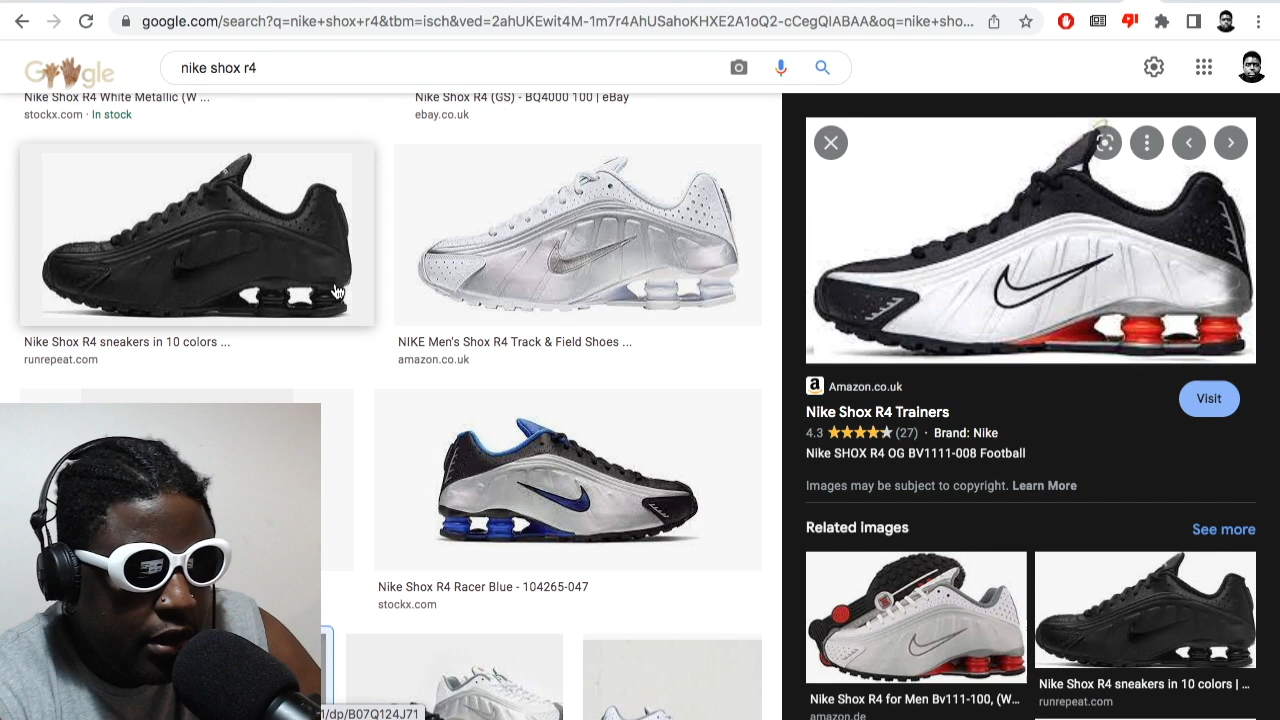 google.com/search?q=nike+shox+r4&tbm=isch&ved=2ahUKEwit4M-1m7r4AhUSahoKHXE2A1oQ2-cCegQIABAA&oq=nike+sho...
Google
nike shox r4
Nike Shox R4 White Metallic (W ...
stockx.com · In stock
Nike Shox R4 (GS) - BQ4000 100 | eBay
ebay.co.uk
Nike Shox R4 sneakers in 10 colors ...
runrepeat.com
NIKE Men's Shox R4 Track & Field Shoes ...
amazon.co.uk
Nike Shox R4 Racer Blue - 104265-047
stockx.com
1/dp/B07Q124J71
a Amazon.co.uk
Nike Shox R4 Trainers
Visit
4.3 (27) · Brand: Nike
Nike SHOX R4 OG BV1111-008 Football
Images may be subject to copyright. Learn More
Related images
See more
Nike Shox R4 for Men Bv111-100, (W...
amazon.de
Nike Shox R4 sneakers in 10 colors | ...
runrepeat.com